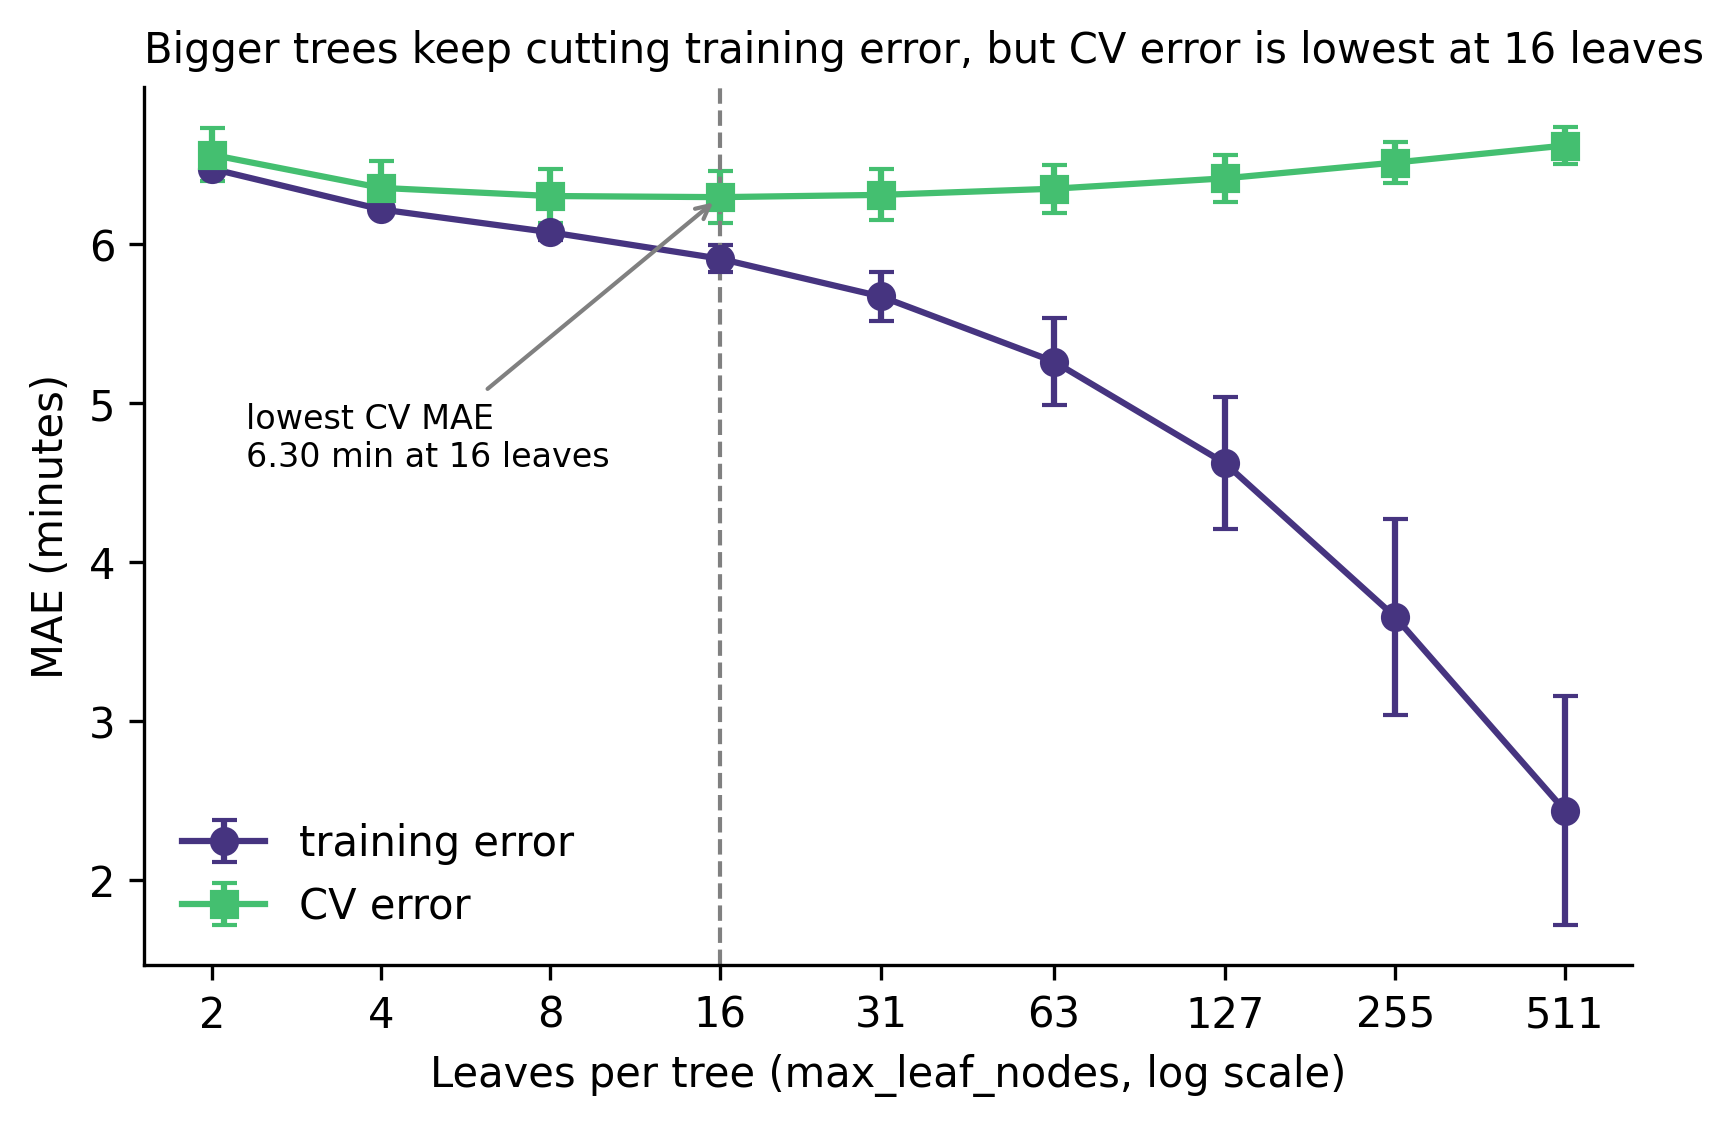 Bigger trees keep cutting training error, but CV error is lowest at 16 leaves
MAE (minutes)
6
5
4
3
2
lowest CV MAE
6.30 min at 16 leaves
training error
CV error
2 4 8 16 31 63 127 255 511
Leaves per tree (max_leaf_nodes, log scale)